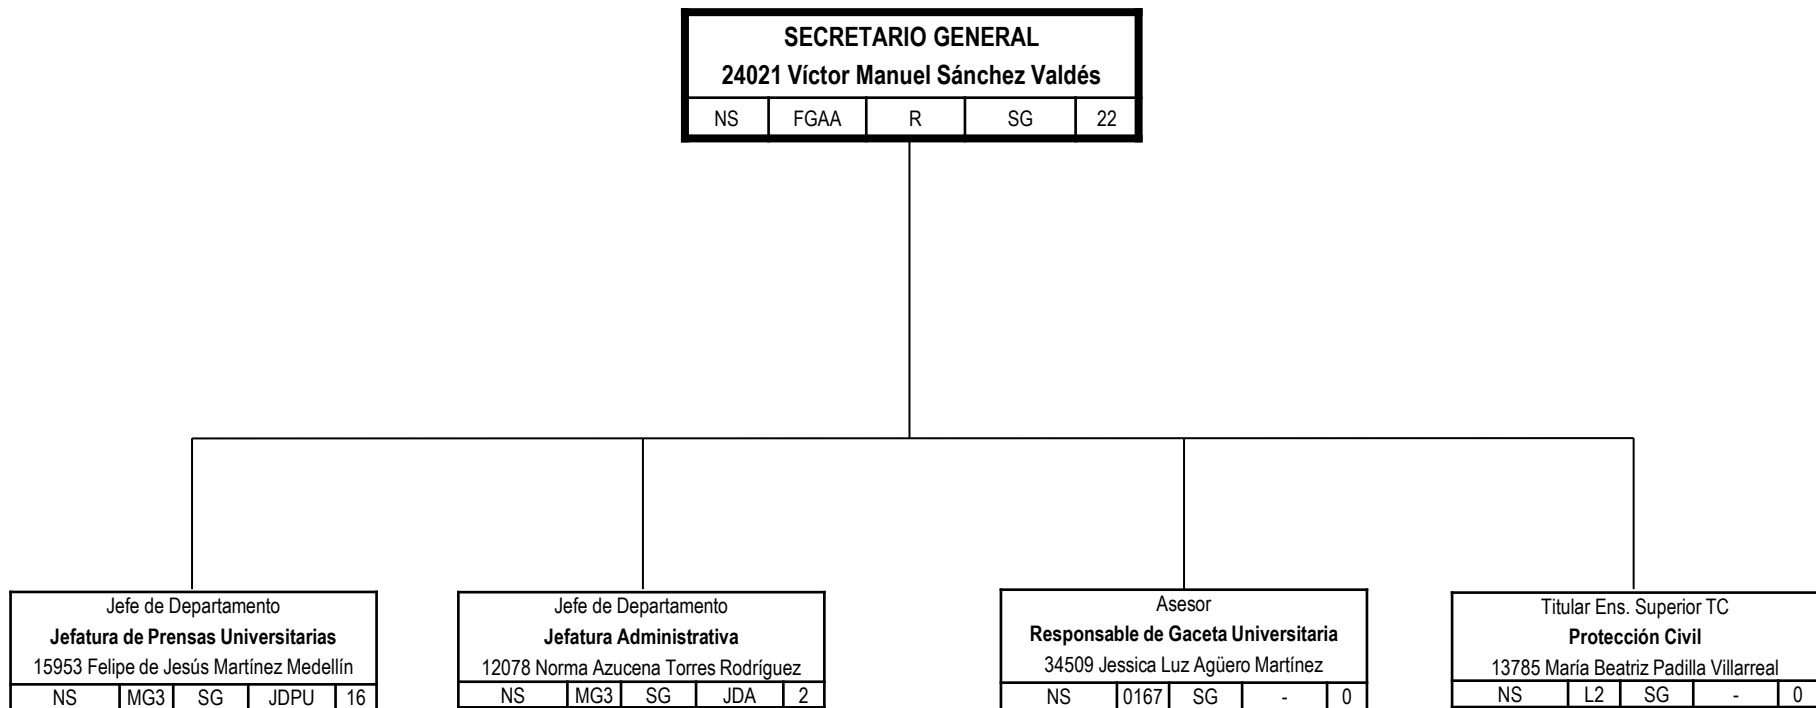 SECRETARIO GENERAL
24021 Víctor Manuel Sánchez Valdés
NS FGAA R SG 22
Jefe de Departamento
Jefatura de Prensas Universitarias
15953 Felipe de Jesús Martínez Medellín
NS MG3 SG JDPU 16
Jefe de Departamento
Jefatura Administrativa
12078 Norma Azucena Torres Rodríguez
NS MG3 SG JDA 2
Asesor
Responsable de Gaceta Universitaria
34509 Jessica Luz Agüero Martínez
NS 0167 SG - 0
Titular Ens. Superior TC
Protección Civil
13785 María Beatriz Padilla Villarreal
NS L2 SG - 0